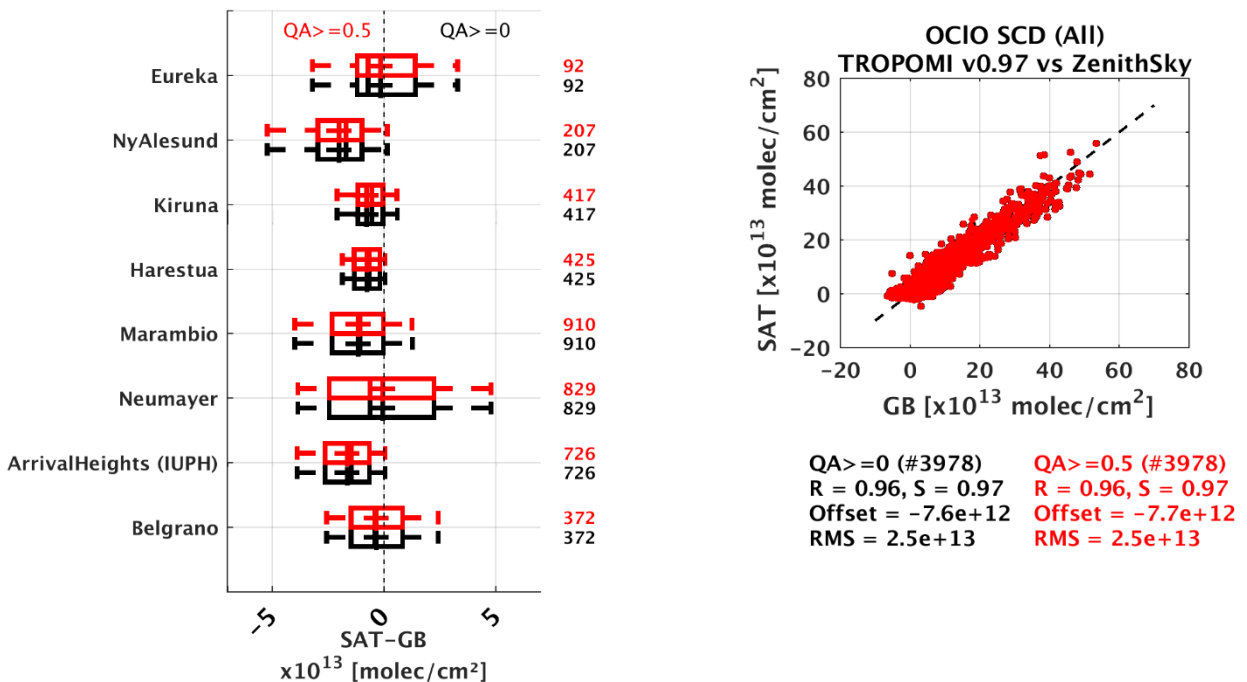 QA>=0.5 QA>=0
Eureka 92
92
NyAlesund 207
207
Kiruna 417
417
Harestua 425
425
Marambio 910
910
Neumayer 829
829
ArrivalHeights (IUPH) 726
726
Belgrano 372
372
-5 0 5
SAT-GB
x10¹³ [molec/cm²]
OClO SCD (All)
TROPOMI v0.97 vs ZenithSky
SAT [x10¹³ molec/cm²]
80
60
40
20
0
-20
-20 0 20 40 60 80
GB [x10¹³ molec/cm²]
QA>=0 (#3978) QA>=0.5 (#3978)
R = 0.96, S = 0.97 R = 0.96, S = 0.97
Offset = -7.6e+12 Offset = -7.7e+12
RMS = 2.5e+13 RMS = 2.5e+13